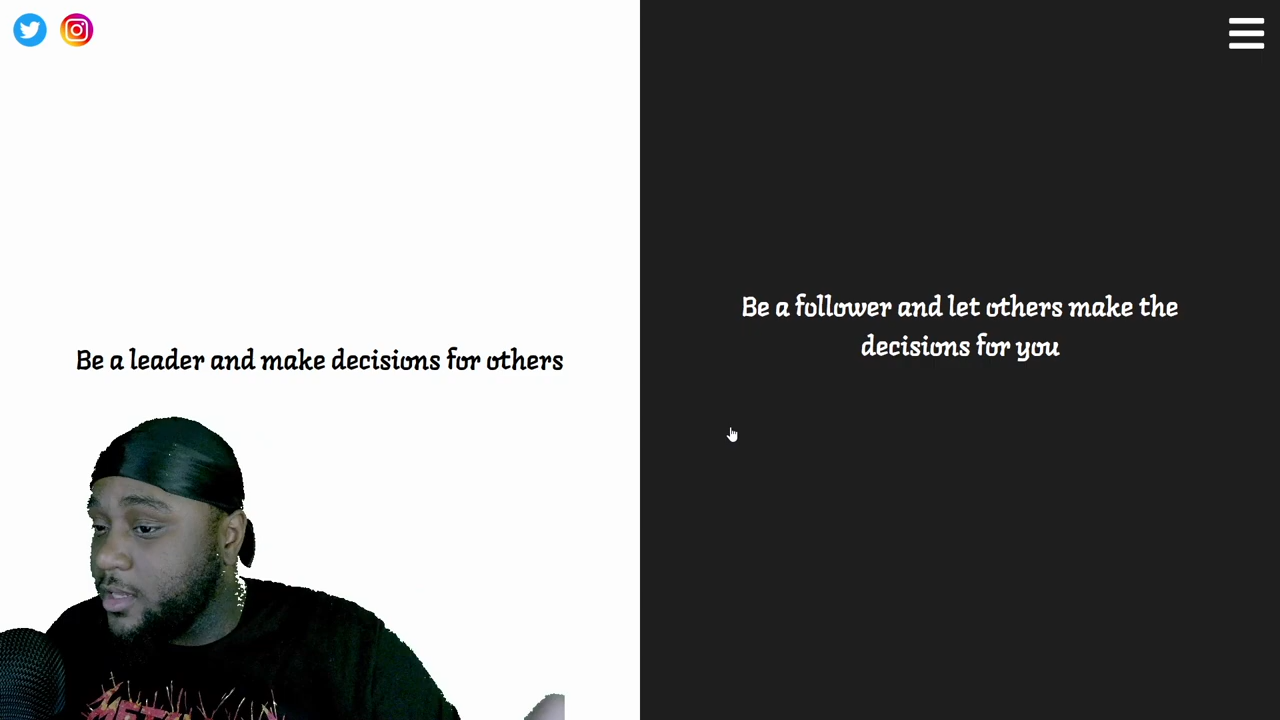 Be a leader and make decisions for others
Be a follower and let others make the
decisions for you